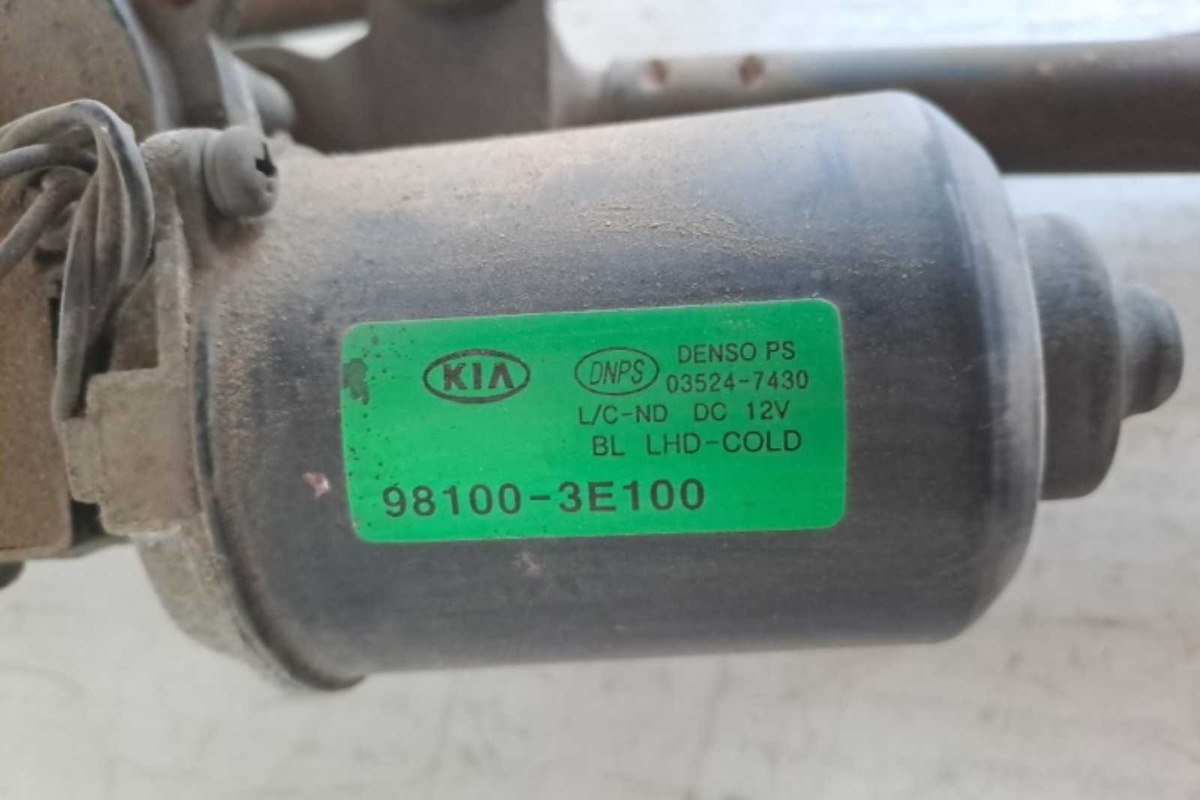 KIA DNPS DENSO PS
03524-7430
L/C-ND DC 12V
BL LHD-COLD
98100-3E100